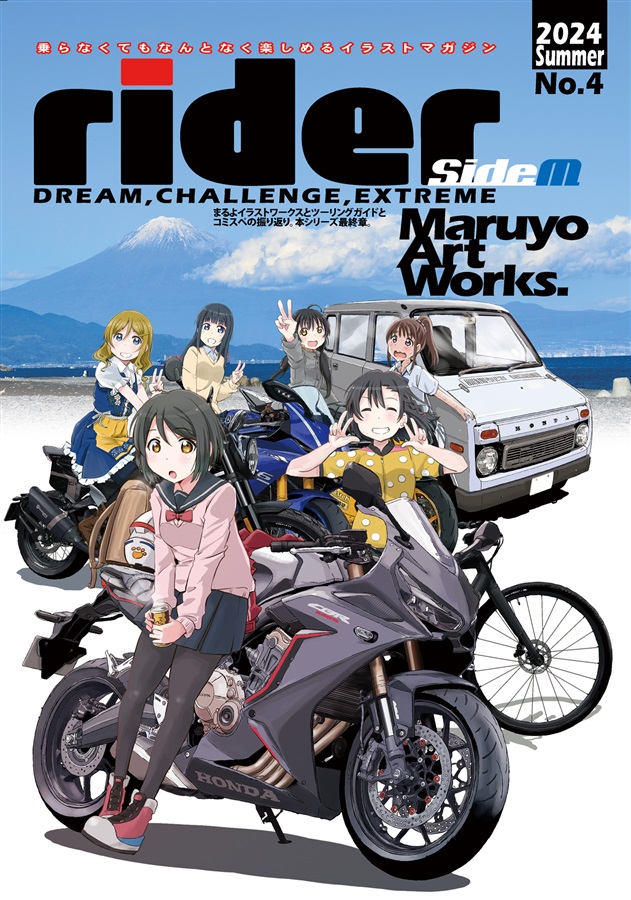 乗らなくてもなんとなく楽しめるイラストマガジン
2024
Summer
No.4
rider
SideM
DREAM,CHALLENGE,EXTREME
まるよイラストワークスとツーリングガイドと
コミスペの振り返り。本シリーズ最終章。
Maruyo
Art
Works.
HONDA
CBR
HONDA